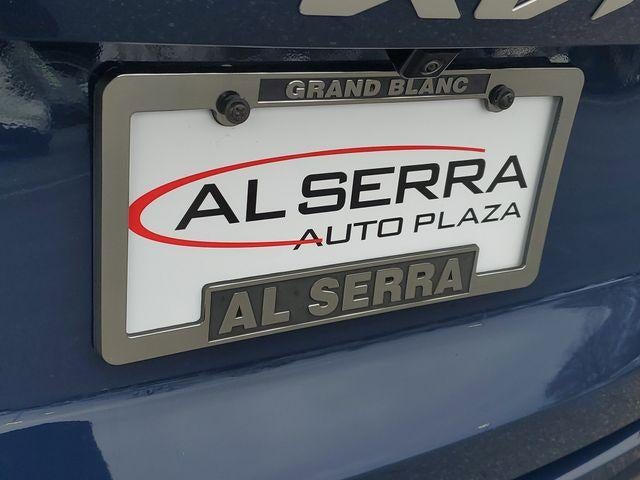 GRAND BLANC
AL SERRA
AUTO PLAZA
AL SERRA